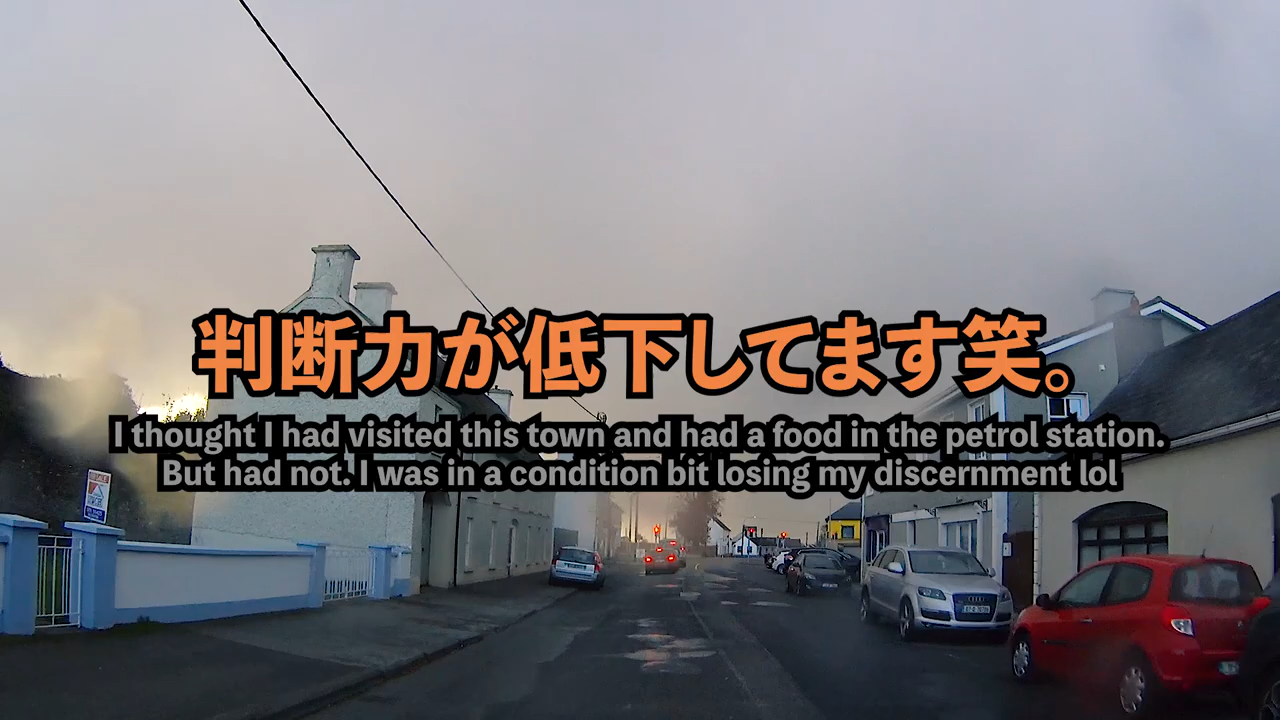 判断力が低下してます笑。
I thought I had visited this town and had a food in the petrol station.
But had not. I was in a condition bit losing my discernment lol